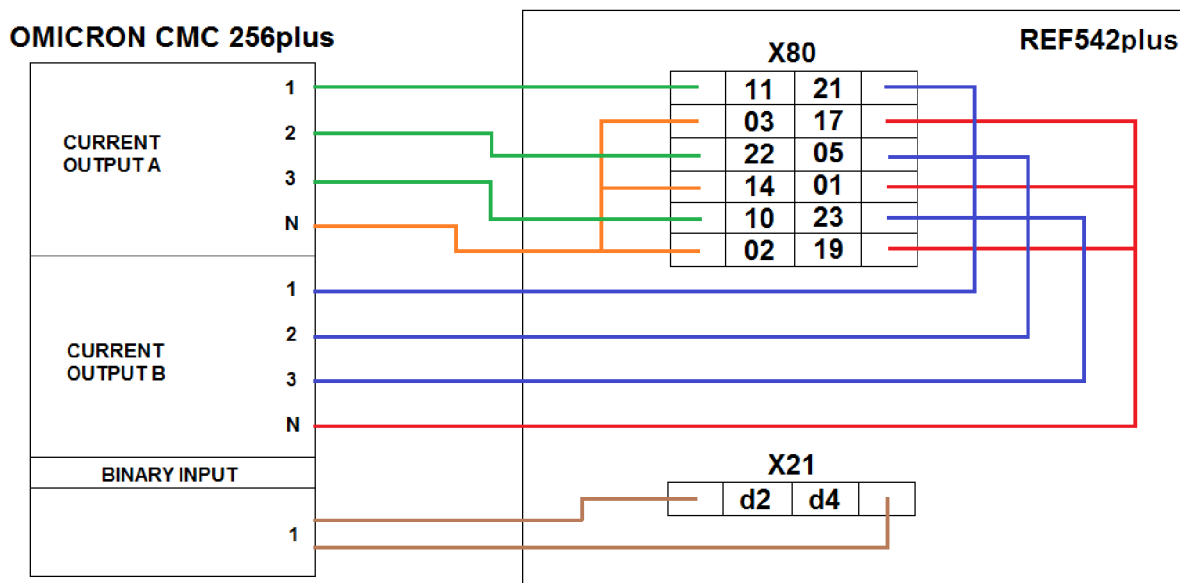 OMICRON CMC 256plus
REF542plus
X80
CURRENT
OUTPUT A
1
2
3
N
11 21
03 17
22 05
14 01
10 23
02 19
CURRENT
OUTPUT B
1
2
3
N
BINARY INPUT
1
X21
d2 d4